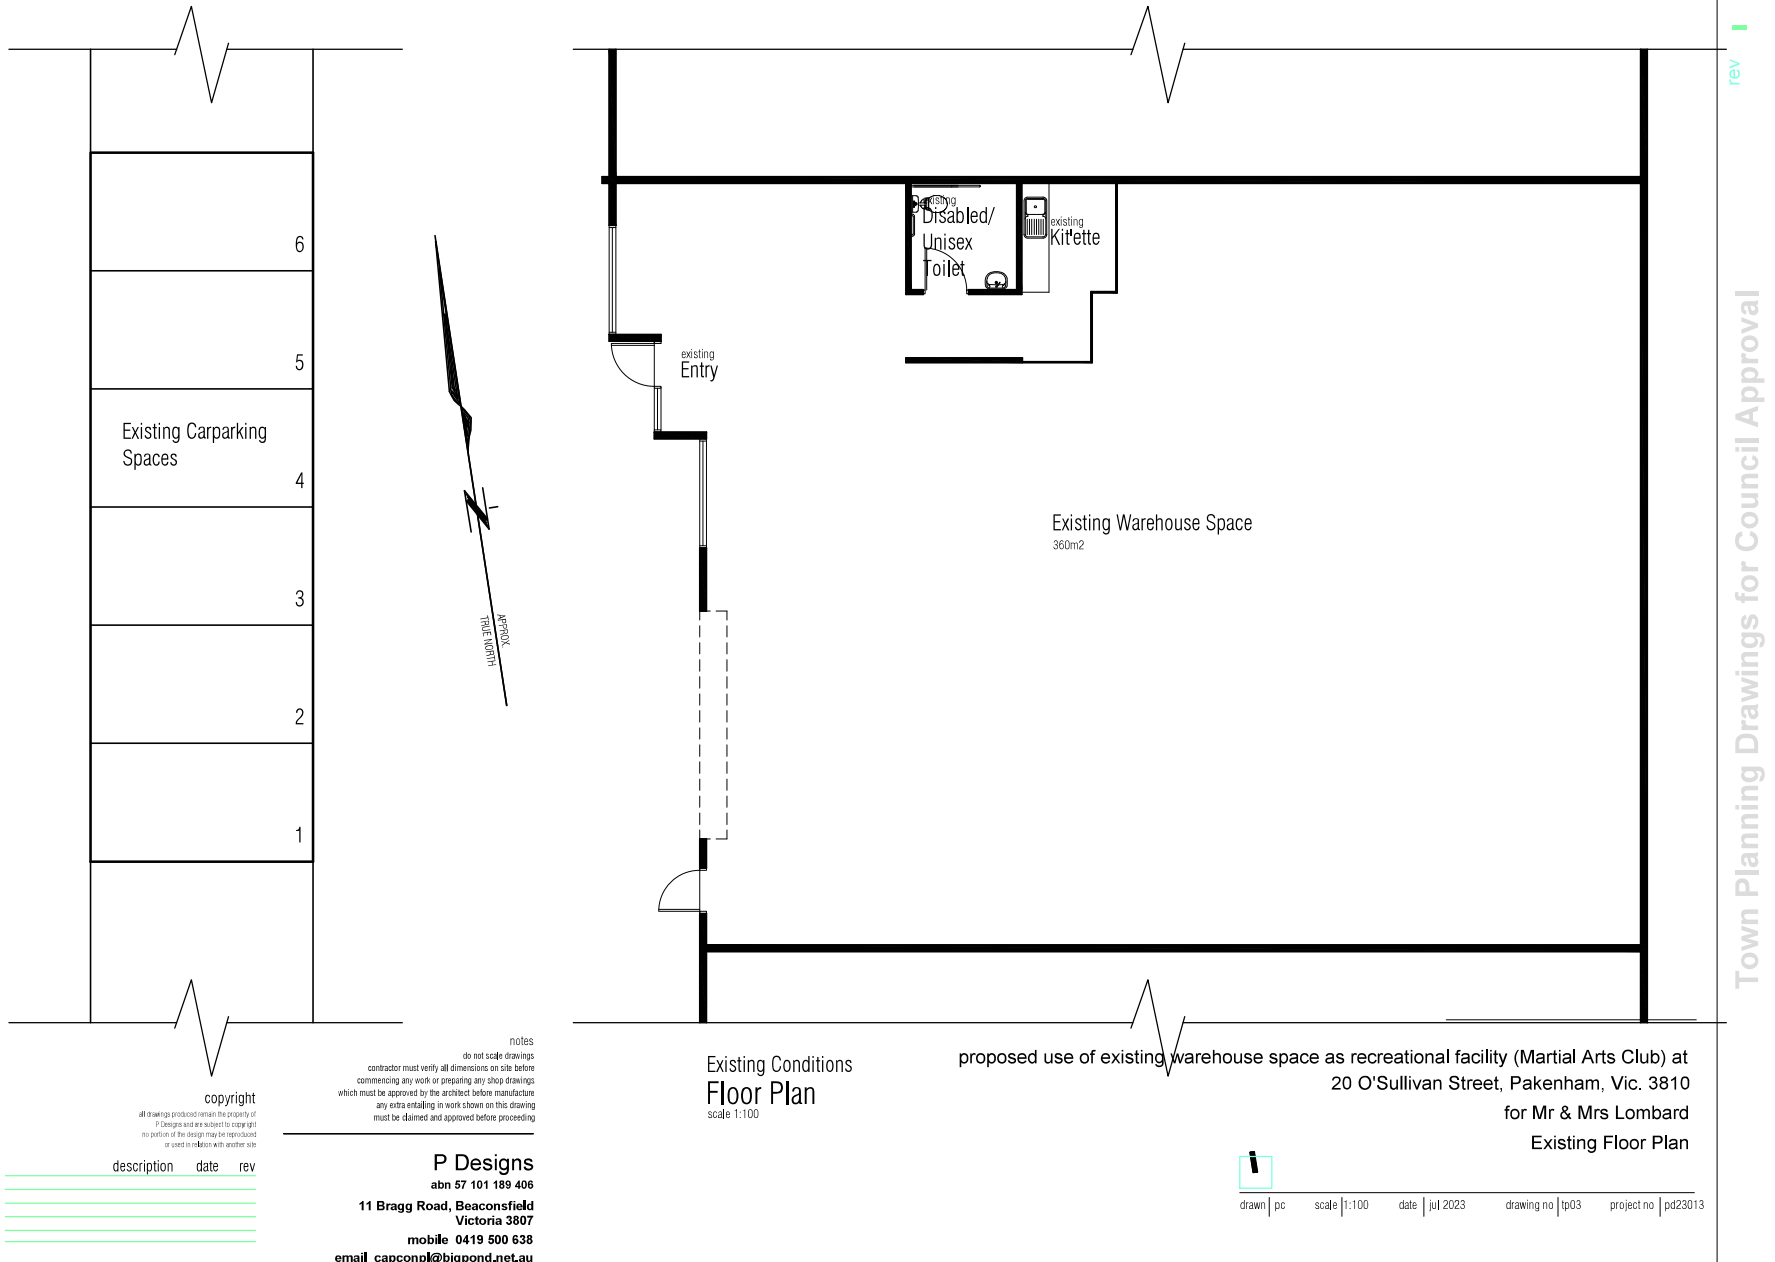 rev
6
5
Existing Carparking
Spaces
4
3
2
1
APPROX.
TRUE NORTH
existing
Disabled/
Unisex
Toilet
existing
Kit'ette
existing
Entry
Existing Warehouse Space
360m2
Town Planning Drawings for Council Approval
notes
do not scale drawings
contractor must verify all dimensions on site before
commencing any work or preparing any shop drawings
which must be approved by the architect before manufacture
any extra entailing in work shown on this drawing
must be claimed and approved before proceeding
copyright
all drawings produced remain the property of
P Designs and are subject to copyright
no portion of the design may be reproduced
or used in relation with another site
description date rev
P Designs
abn 57 101 189 406
11 Bragg Road, Beaconsfield
Victoria 3807
mobile 0419 500 638
email capconpl@bigpond.net.au
Existing Conditions
Floor Plan
scale 1:100
proposed use of existing warehouse space as recreational facility (Martial Arts Club) at
20 O'Sullivan Street, Pakenham, Vic. 3810
for Mr & Mrs Lombard
Existing Floor Plan
drawn pc scale 1:100 date jul 2023 drawing no tp03 project no pd23013